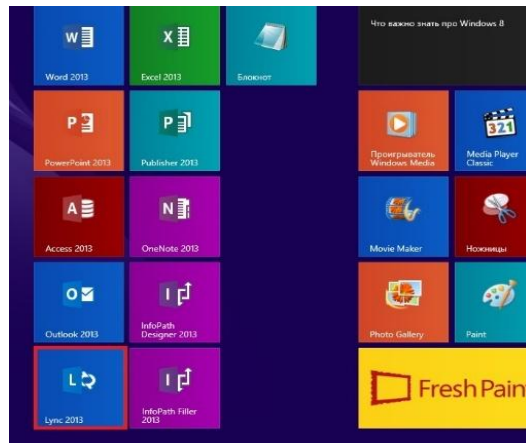 Word 2013
Excel 2013
Блокнот
PowerPoint 2013
Publisher 2013
Access 2013
OneNote 2013
Outlook 2013
InfoPath
Designer 2013
Lync 2013
InfoPath Filler
2013
Что важно знать про Windows 8
Проигрыватель
Windows Media
Media Player
Classic
321
Movie Maker
Ножницы
Photo Gallery
Paint
Fresh Paint